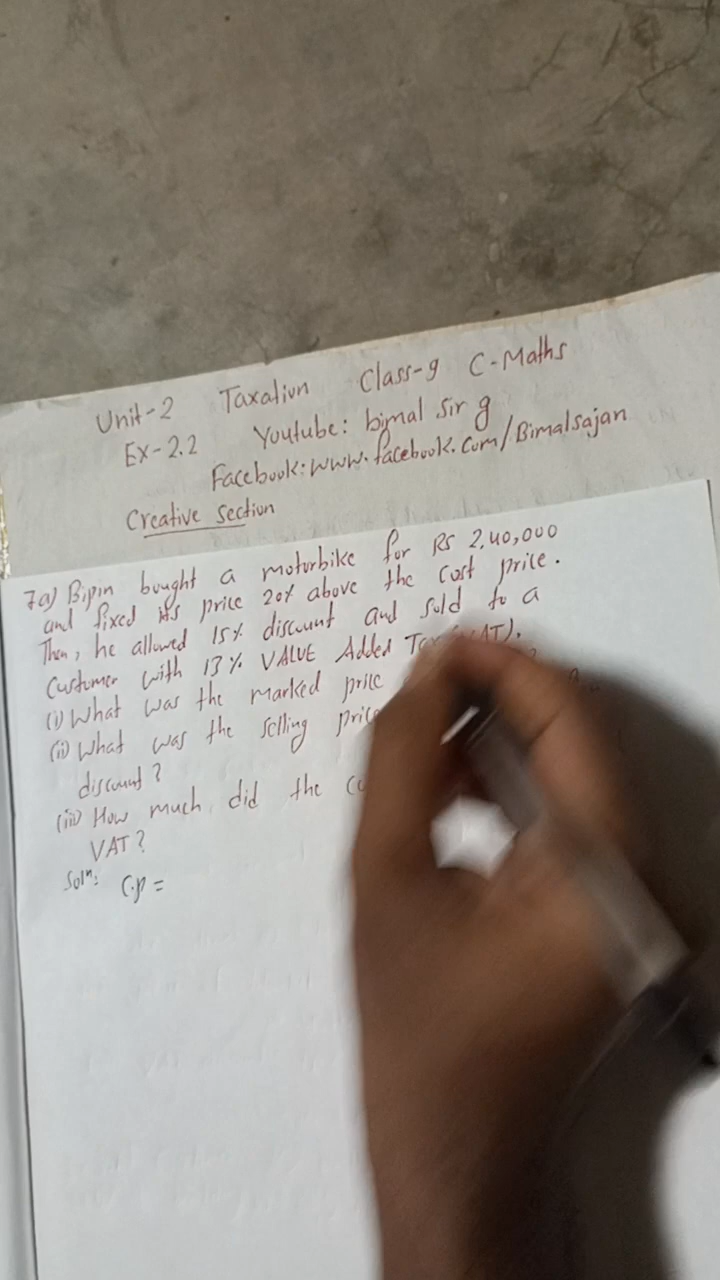 Unit-2 Taxation Class-9 C-Maths
Ex-2.2 Youtube: bimal sir g
Facebook: www.facebook.com/Bimalsajan
Creative section
7a) Bipin bought a motorbike for RS 2,40,000
and fixed its price 20% above the cost price.
Then, he allowed 15% discount and sold to a
Customer with 13% VALUE Added Tax (VAT).
(i) What was the marked price
(ii) What was the selling price
discount?
(iii) How much did the
VAT?
Solⁿ: C.P =